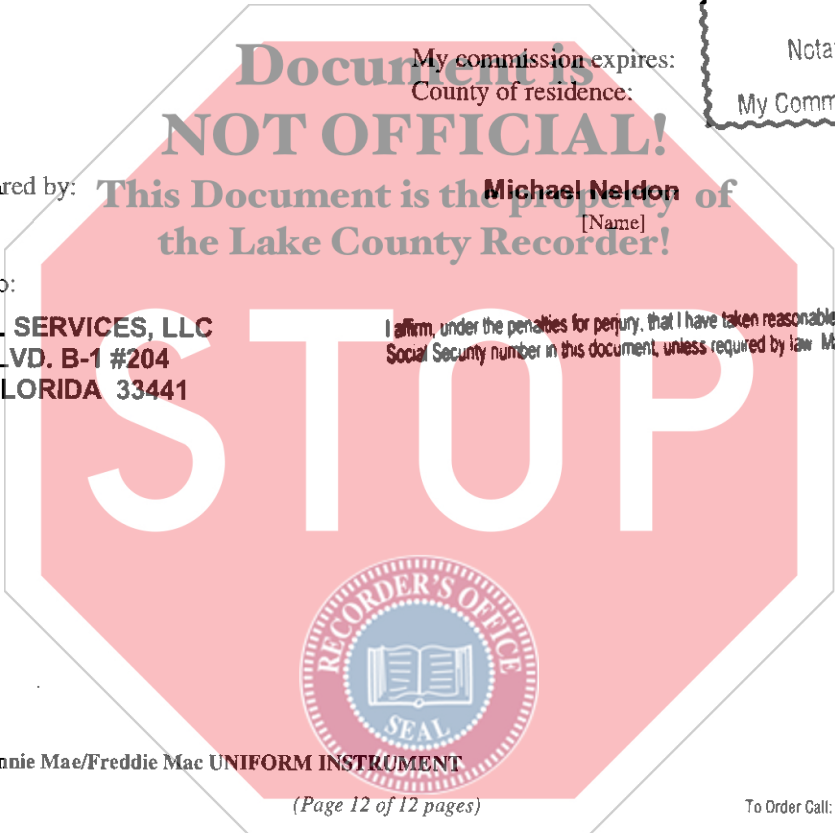 Document is
My commission expires:
County of residence:
My Comm
NOT OFFICIAL!
red by:
Michael Neldon
This Document is the property of
[Name]
the Lake County Recorder!
SERVICES, LLC
LVD. B-1 #204
LORIDA 33441
I affirm, under the penalties for perjury, that I have taken reasonable
Social Security number in this document, unless required by law
STOP
RECORDER'S OFFICE
SEAL
nnie Mae/Freddie Mac UNIFORM INSTRUMENT
(Page 12 of 12 pages)
To Order Call: